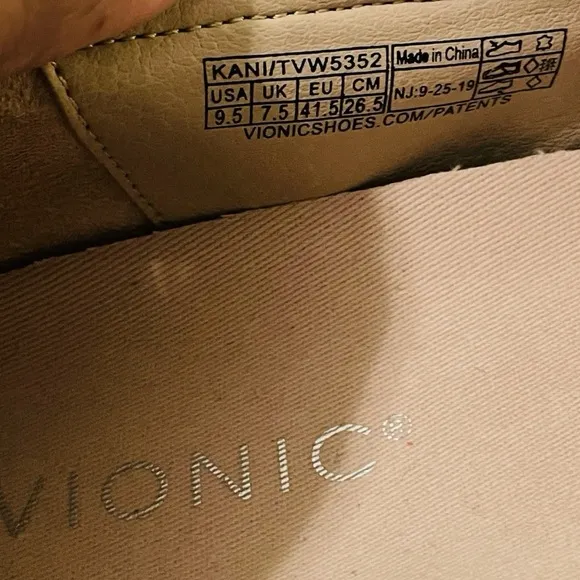 KANI/TVW5352
USA UK EU CM
9.5 7.5 41.5 26.5
Made in China
NJ:9-25-19
VIONICSHOES.COM/PATENTS
VIONIC®